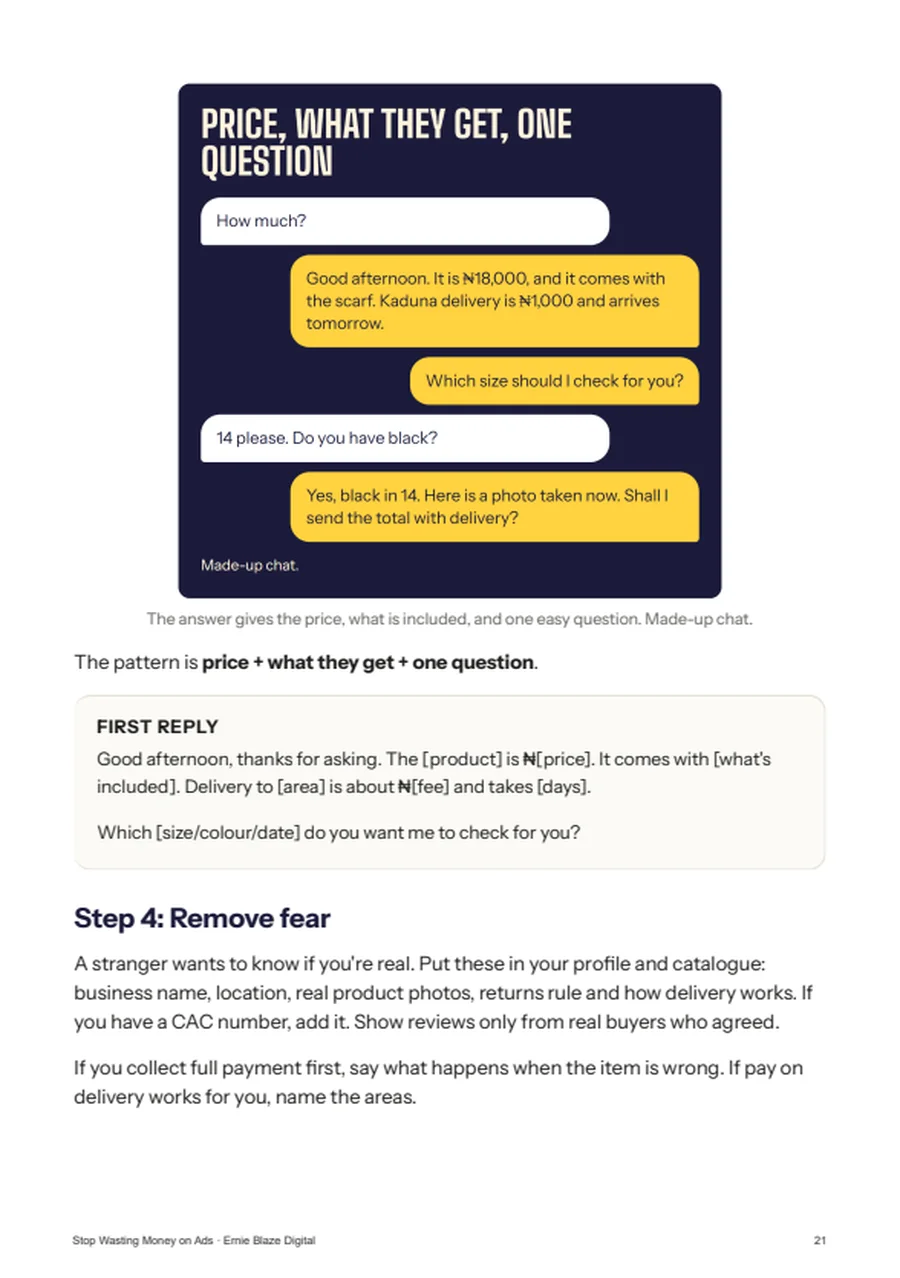 PRICE, WHAT THEY GET, ONE
QUESTION
How much?
Good afternoon. It is ₦18,000, and it comes with
the scarf. Kaduna delivery is ₦1,000 and arrives
tomorrow.
Which size should I check for you?
14 please. Do you have black?
Yes, black in 14. Here is a photo taken now. Shall I
send the total with delivery?
Made-up chat.
The answer gives the price, what is included, and one easy question. Made-up chat.
The pattern is price + what they get + one question.
FIRST REPLY
Good afternoon, thanks for asking. The [product] is ₦[price]. It comes with [what's
included]. Delivery to [area] is about ₦[fee] and takes [days].
Which [size/colour/date] do you want me to check for you?
Step 4: Remove fear
A stranger wants to know if you're real. Put these in your profile and catalogue:
business name, location, real product photos, returns rule and how delivery works. If
you have a CAC number, add it. Show reviews only from real buyers who agreed.
If you collect full payment first, say what happens when the item is wrong. If pay on
delivery works for you, name the areas.
Stop Wasting Money on Ads · Ernie Blaze Digital
21